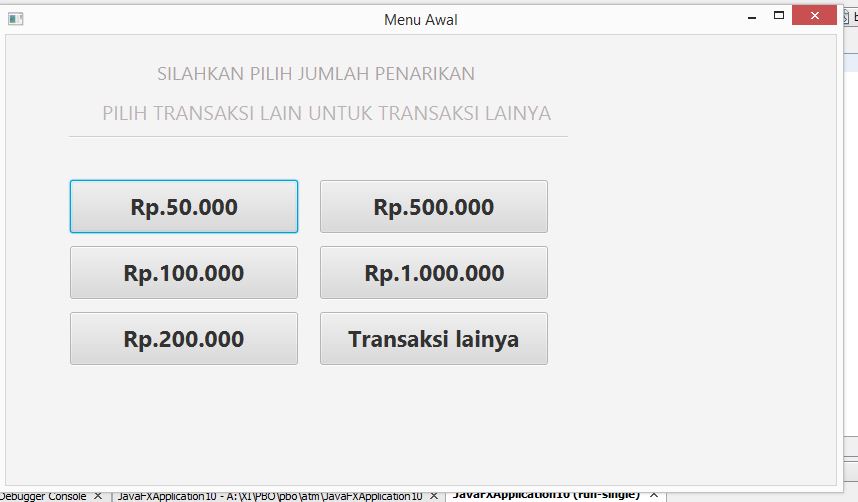 Menu Awal
SILAHKAN PILIH JUMLAH PENARIKAN
PILIH TRANSAKSI LAIN UNTUK TRANSAKSI LAINYA
Rp.50.000
Rp.500.000
Rp.100.000
Rp.1.000.000
Rp.200.000
Transaksi lainya
Debugger Console
JavaFXApplication10 - A:\XI\PBO\pbo\atm\JavaFXApplication10
JavaFXApplication10 (run-single)